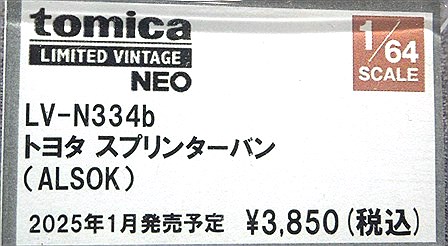 tomica
LIMITED VINTAGE
NEO
1/64
SCALE
LV-N334b
トヨタ スプリンターバン
(ALSOK)
2025年1月発売予定 ¥3,850(税込)